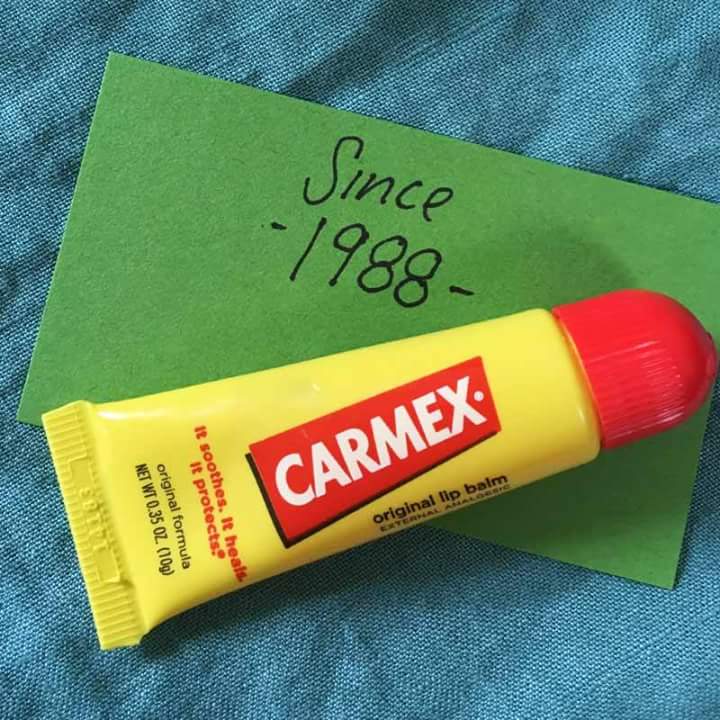 Since
-1988-
CARMEX.
original lip balm
EXTERNAL ANALGESIC
It soothes. It heals.
It protects.
original formula
NET WT 0.35 OZ. (10g)